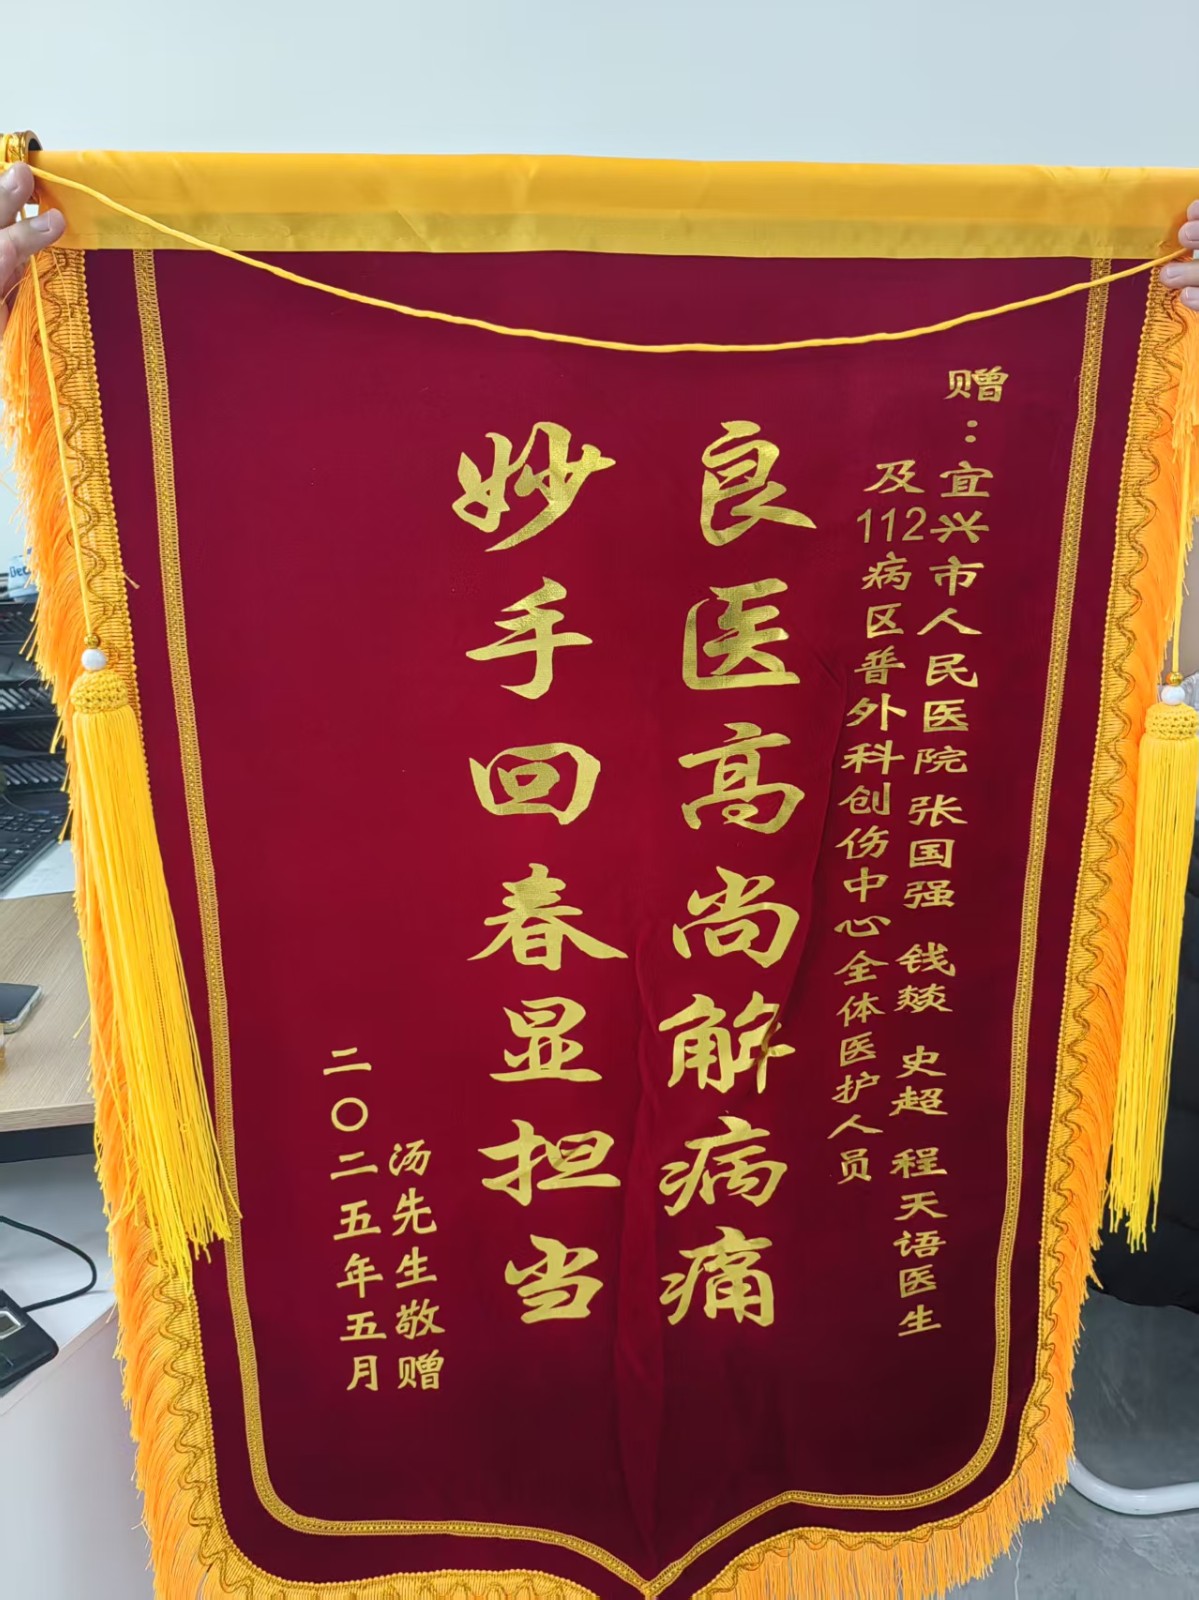 赠：宜兴市人民医院 张国强 钱燚 史超 程天语医生
及112病区普外科创伤中心全体医护人员
良医高尚解病痛
妙手回春显担当
汤先生敬赠
二〇二五年五月